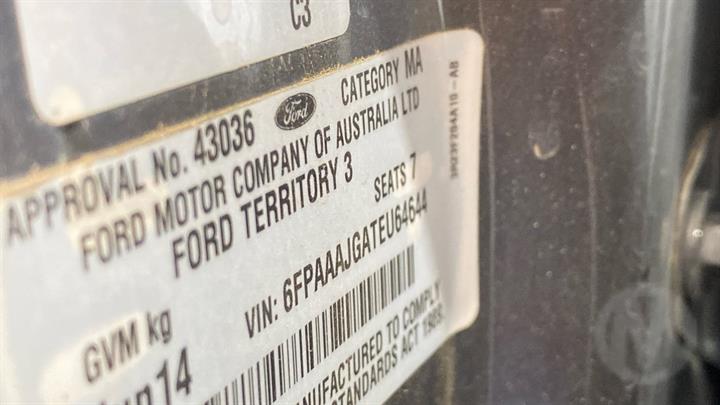 C3
APPROVAL No. 43036 Ford CATEGORY MA
FORD MOTOR COMPANY OF AUSTRALIA LTD
FORD TERRITORY 3 SEATS 7
VIN: 6FPAAAJGATEU64644
GVM kg
14
MANUFACTURED TO COMPLY
STANDARDS ACT 1989.